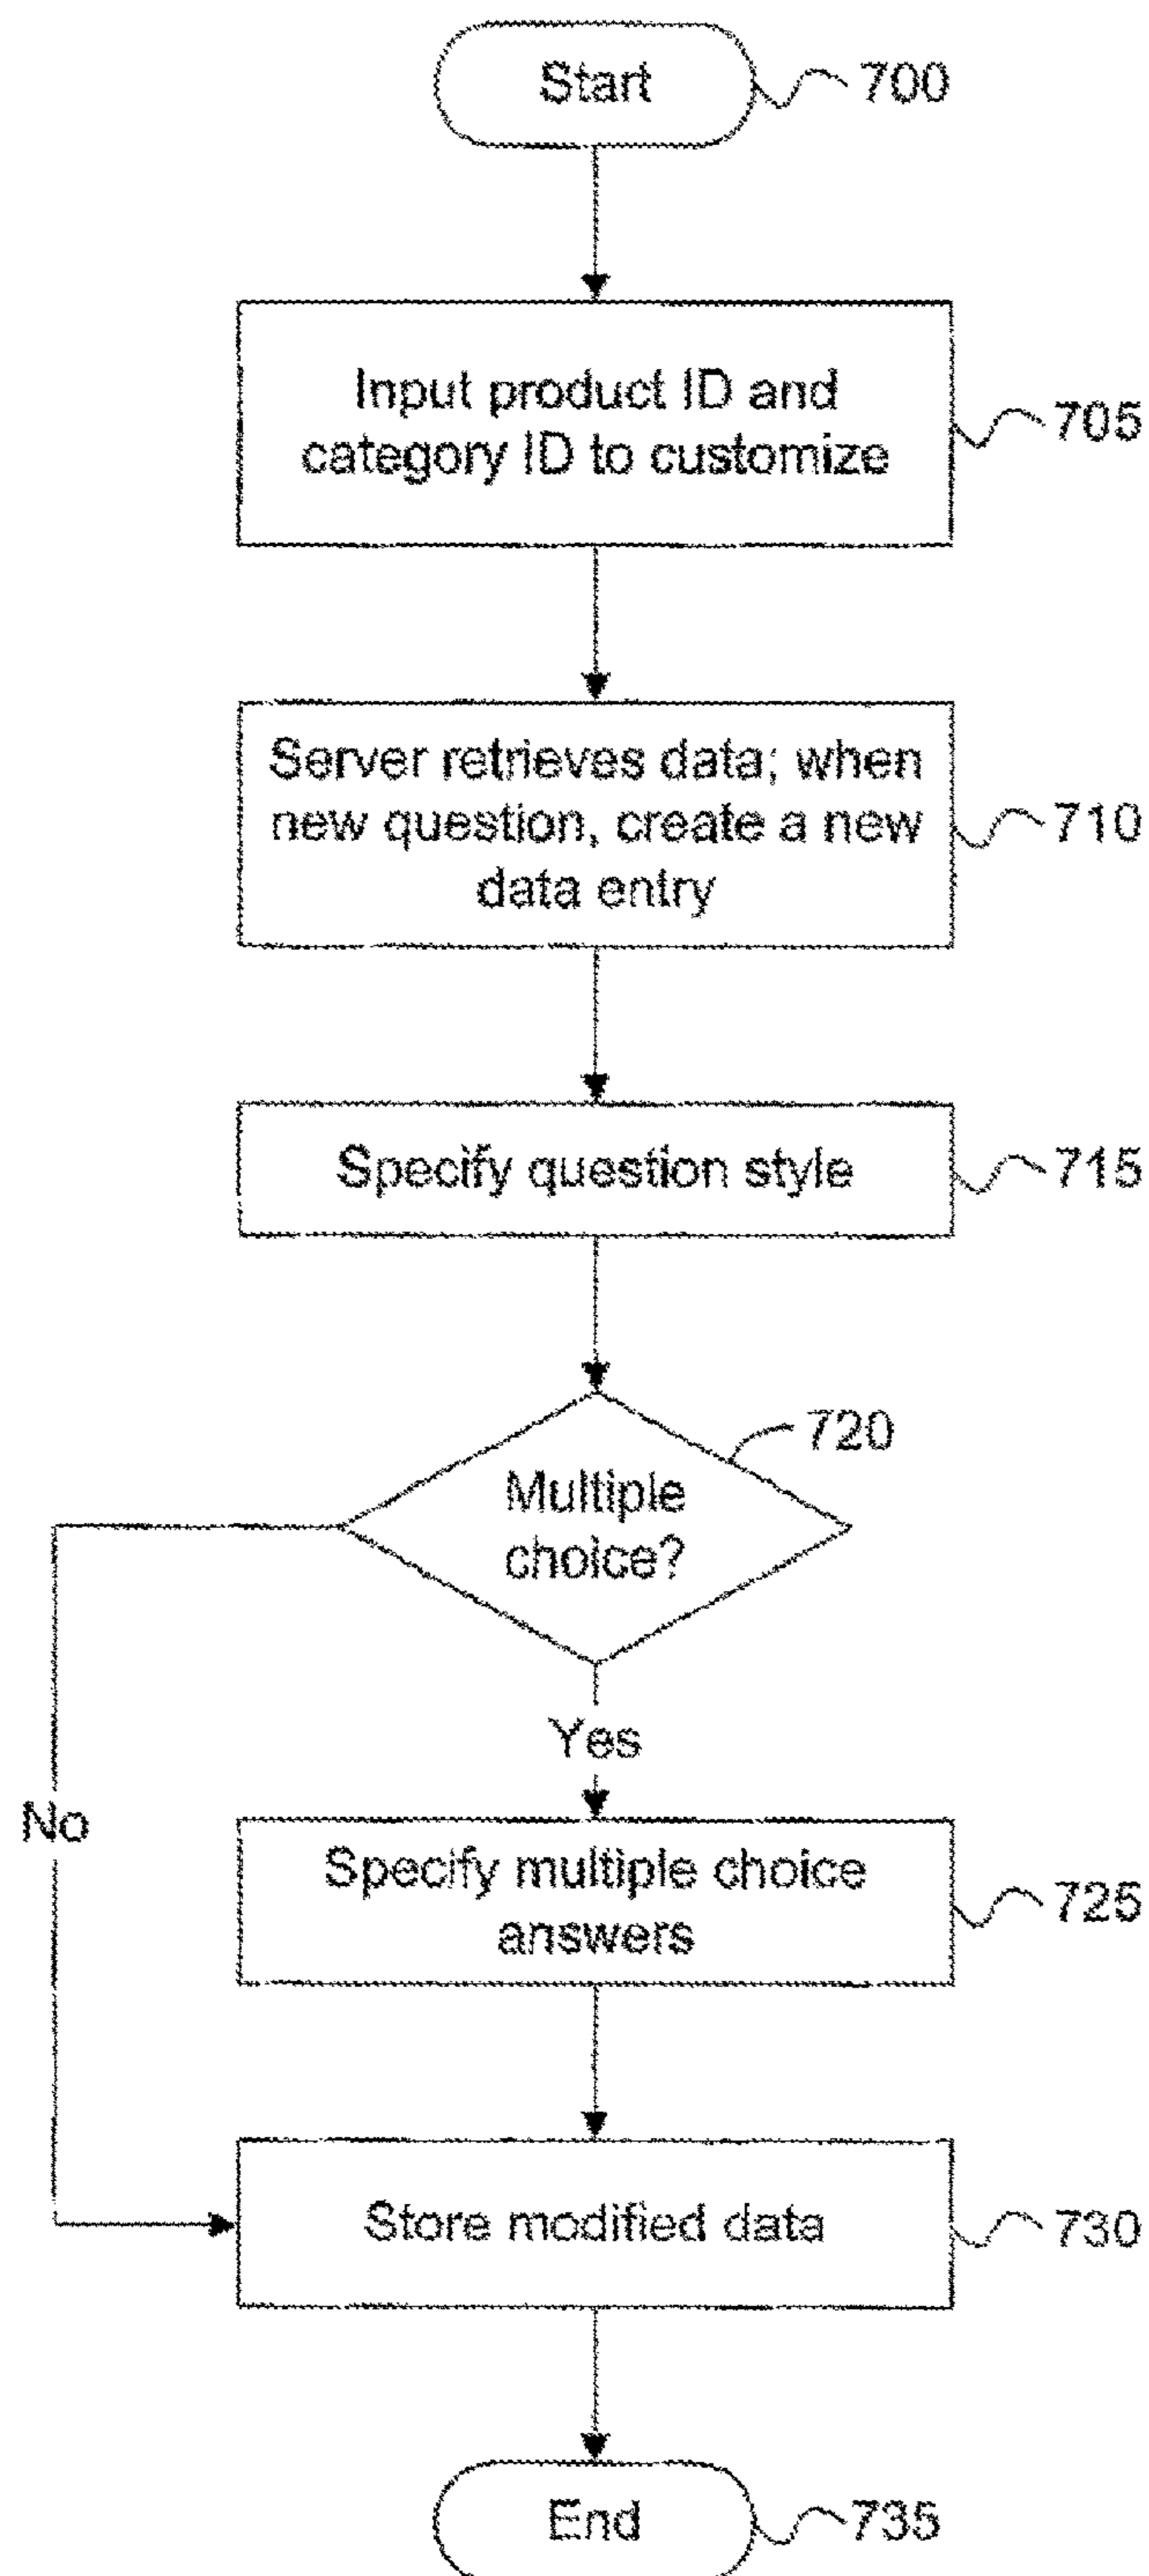 Start
700
Input product ID and
category ID to customize
705
Server retrieves data; when
new question, create a new
data entry
710
Specify question style
715
720
Multiple
choice?
Yes
No
Specify multiple choice
answers
725
Store modified data
730
End
735